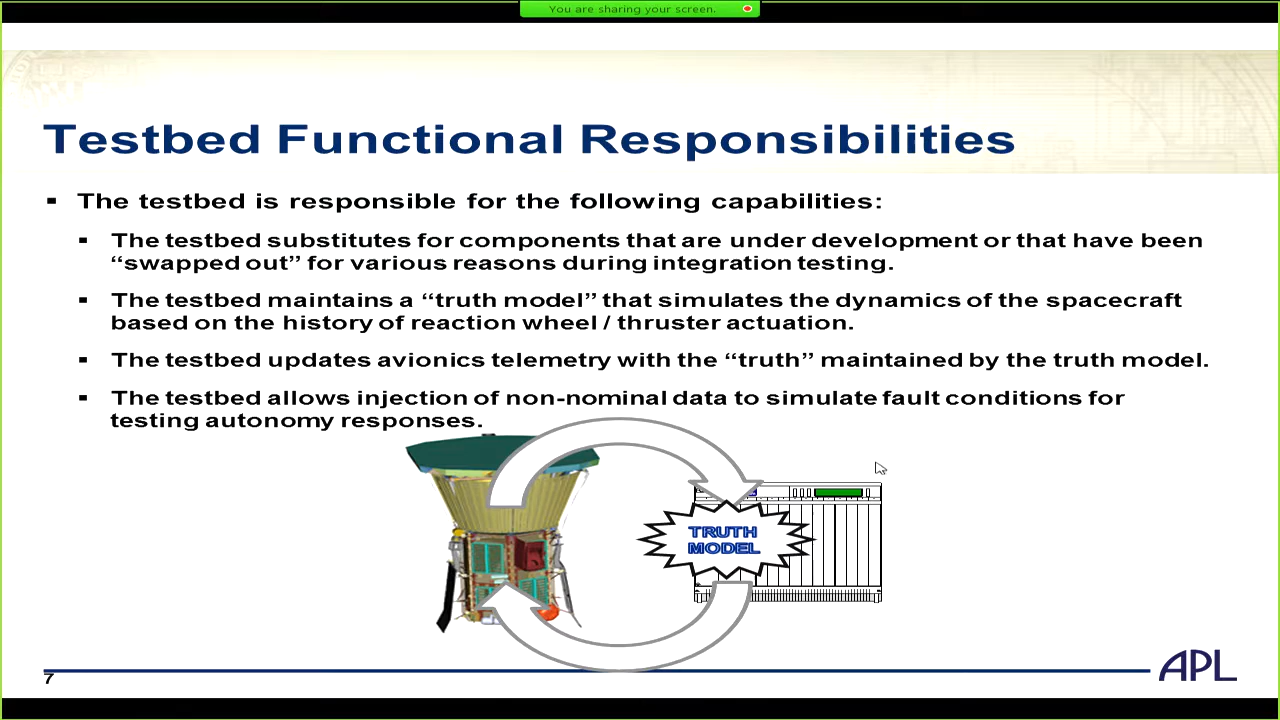 You are sharing your screen.
Testbed Functional Responsibilities
The testbed is responsible for the following capabilities:
The testbed substitutes for components that are under development or that have been
“swapped out” for various reasons during integration testing.
The testbed maintains a “truth model” that simulates the dynamics of the spacecraft
based on the history of reaction wheel / thruster actuation.
The testbed updates avionics telemetry with the “truth” maintained by the truth model.
The testbed allows injection of non-nominal data to simulate fault conditions for
testing autonomy responses.
TRUTH
MODEL
7
APL